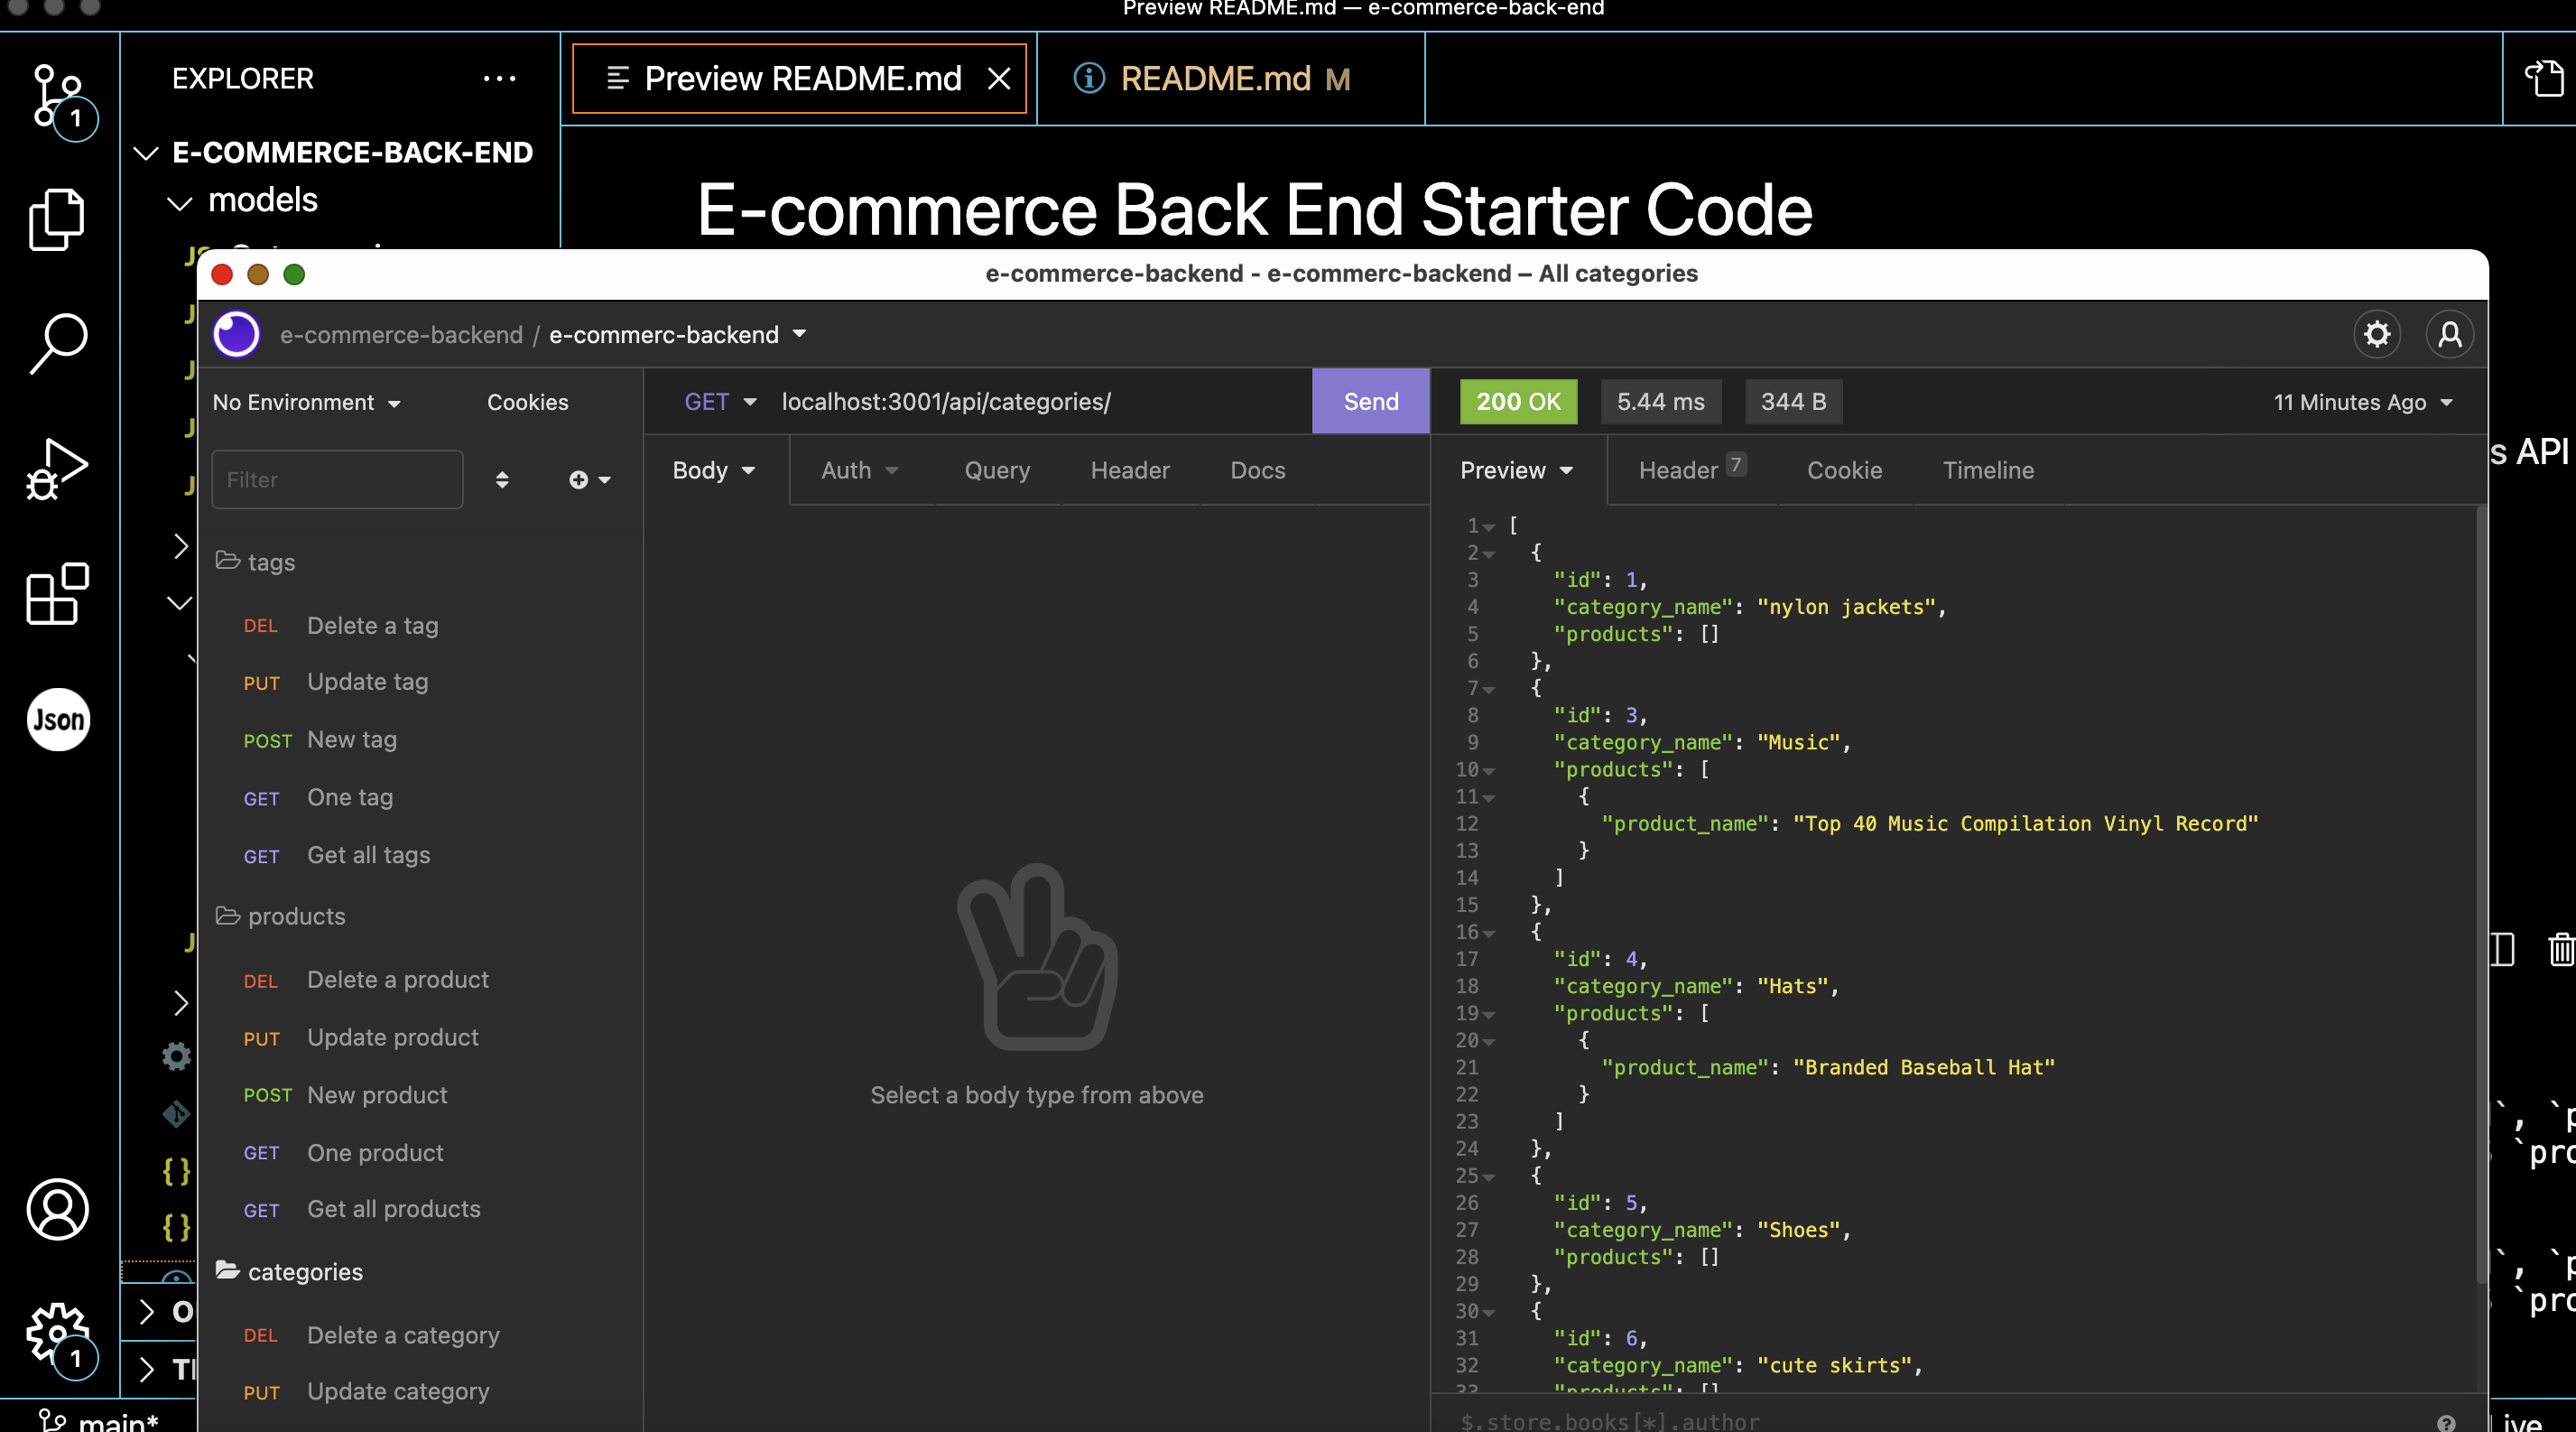 Preview README.md — e-commerce-back-end
EXPLORER
Preview README.md
README.md M
1
E-COMMERCE-BACK-END
models
E-commerce Back End Starter Code
e-commerce-backend - e-commerc-backend – All categories
e-commerce-backend / e-commerc-backend
No Environment
Cookies
GET
localhost:3001/api/categories/
Send
200 OK
5.44 ms
344 B
11 Minutes Ago
s API
Filter
Body
Auth
Query
Header
Docs
Preview
Header 7
Cookie
Timeline
tags
DEL Delete a tag
PUT Update tag
POST New tag
GET One tag
GET Get all tags
products
DEL Delete a product
PUT Update product
POST New product
GET One product
GET Get all products
categories
DEL Delete a category
PUT Update category
Json
Select a body type from above
1 [
2 {
3 "id": 1,
4 "category_name": "nylon jackets",
5 "products": []
6 },
7 {
8 "id": 3,
9 "category_name": "Music",
10 "products": [
11 {
12 "product_name": "Top 40 Music Compilation Vinyl Record"
13 }
14 ]
15 },
16 {
17 "id": 4,
18 "category_name": "Hats",
19 "products": [
20 {
21 "product_name": "Branded Baseball Hat"
22 }
23 ]
24 },
25 {
26 "id": 5,
27 "category_name": "Shoes",
28 "products": []
29 },
30 {
31 "id": 6,
32 "category_name": "cute skirts",
33 "products": []
$.store.books[*].author
`, `p
`pro
`, `p
`pro
1
main*